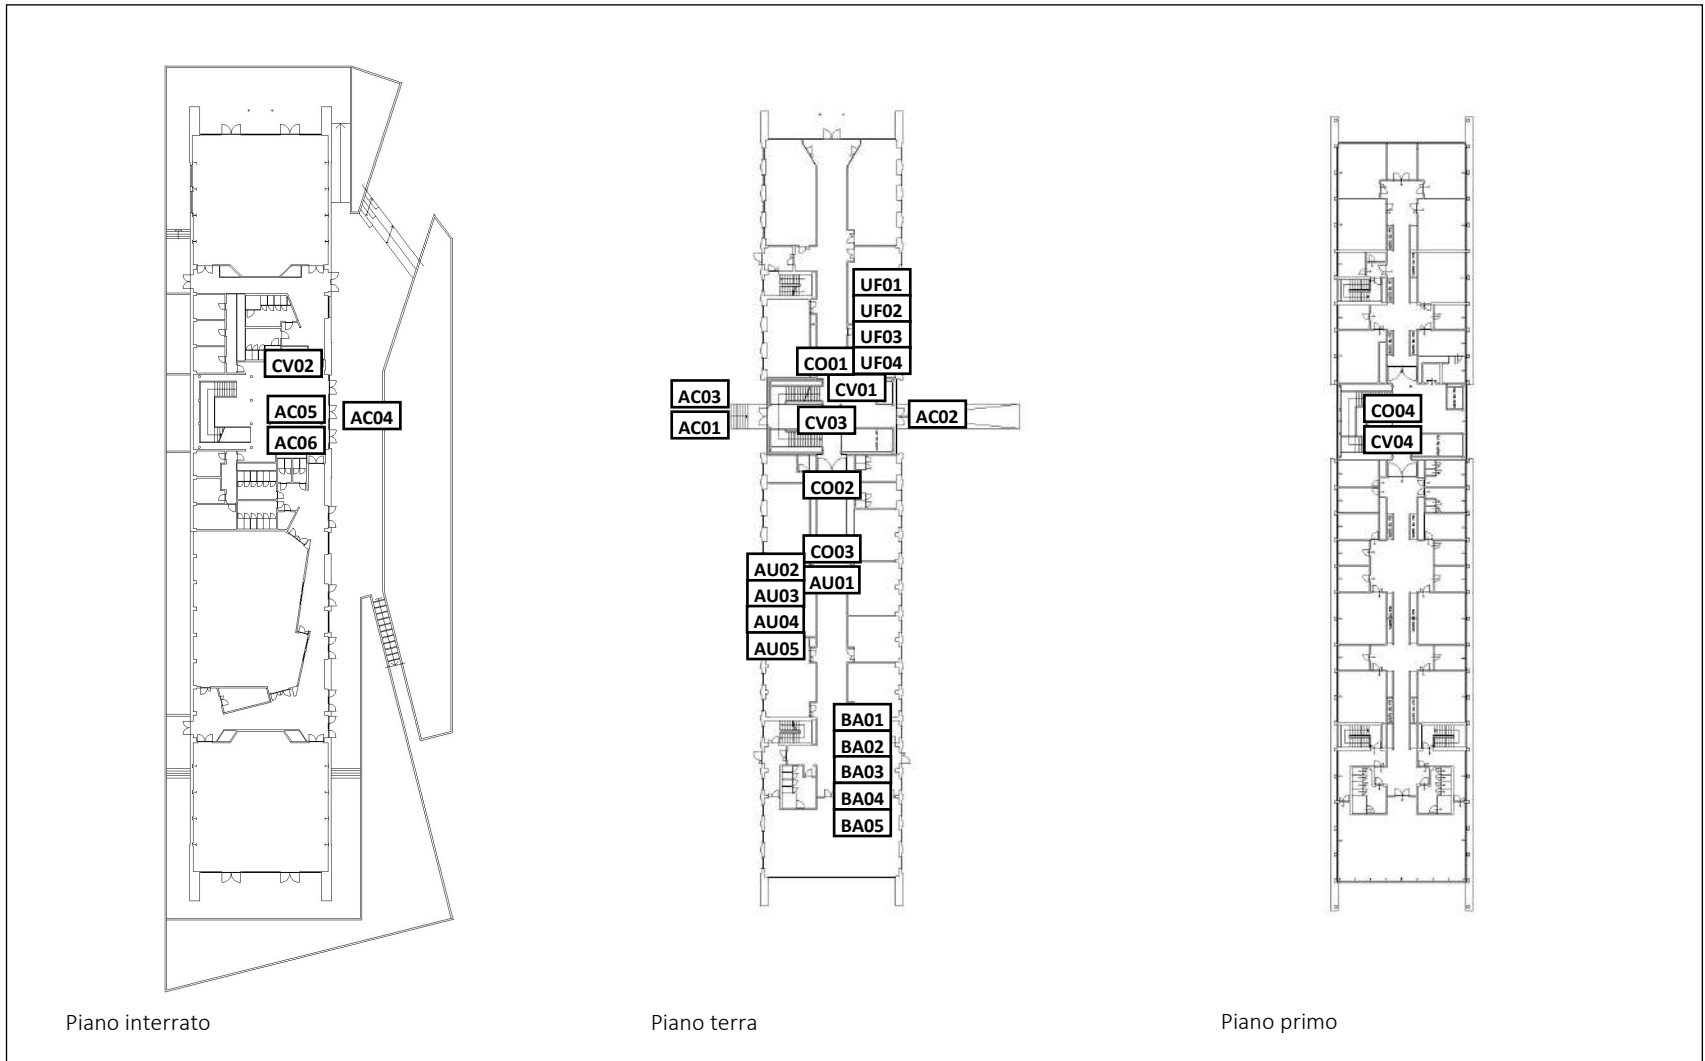 CV02
AC05
AC04
AC06
UF01
UF02
UF03
CO01
UF04
CV01
AC03
AC02
CV03
AC01
CO02
CO03
AU02
AU01
AU03
AU04
AU05
BA01
BA02
BA03
BA04
BA05
CO04
CV04
Piano interrato
Piano terra
Piano primo